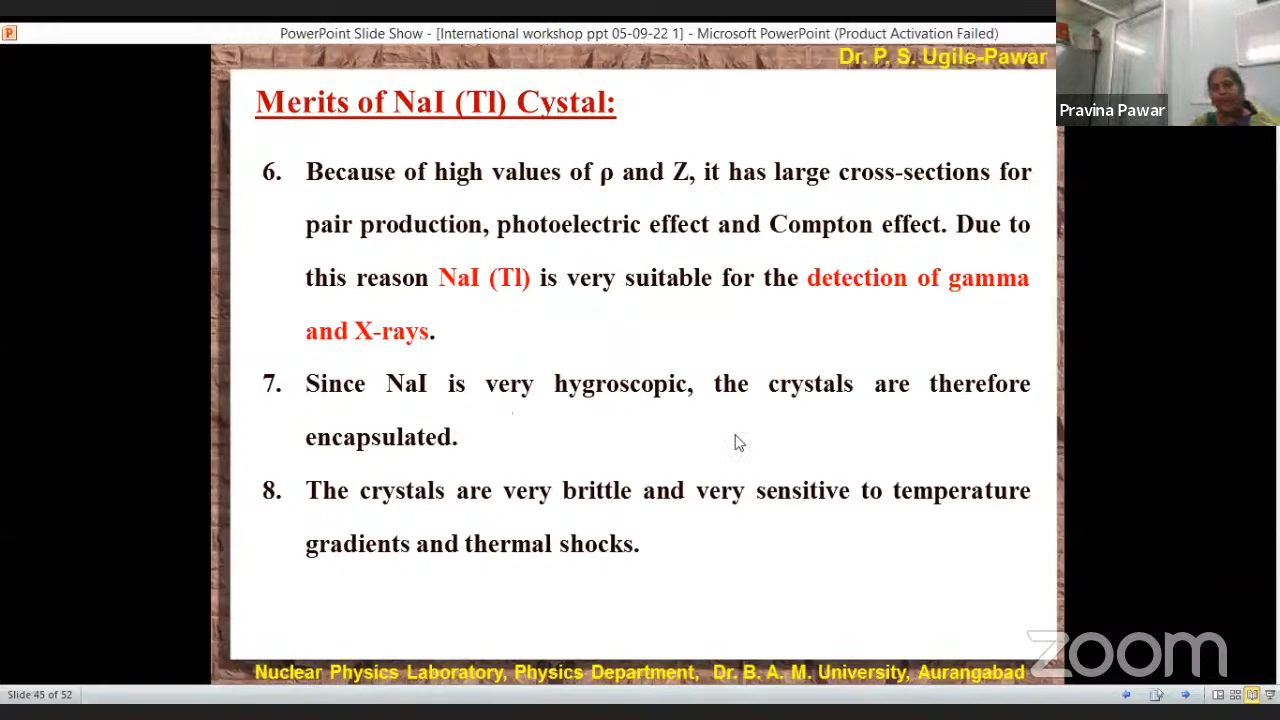 PowerPoint Slide Show - [International workshop ppt 05-09-22 1] - Microsoft PowerPoint (Product Activation Failed)
Dr. P. S. Ugile-Pawar
Merits of NaI (Tl) Cystal:
Pravina Pawar
6. Because of high values of ρ and Z, it has large cross-sections for
pair production, photoelectric effect and Compton effect. Due to
this reason NaI (Tl) is very suitable for the detection of gamma
and X-rays.
7. Since NaI is very hygroscopic, the crystals are therefore
encapsulated.
8. The crystals are very brittle and very sensitive to temperature
gradients and thermal shocks.
zoom
Nuclear Physics Laboratory, Physics Department, Dr. B. A. M. University, Aurangabad
Slide 45 of 52